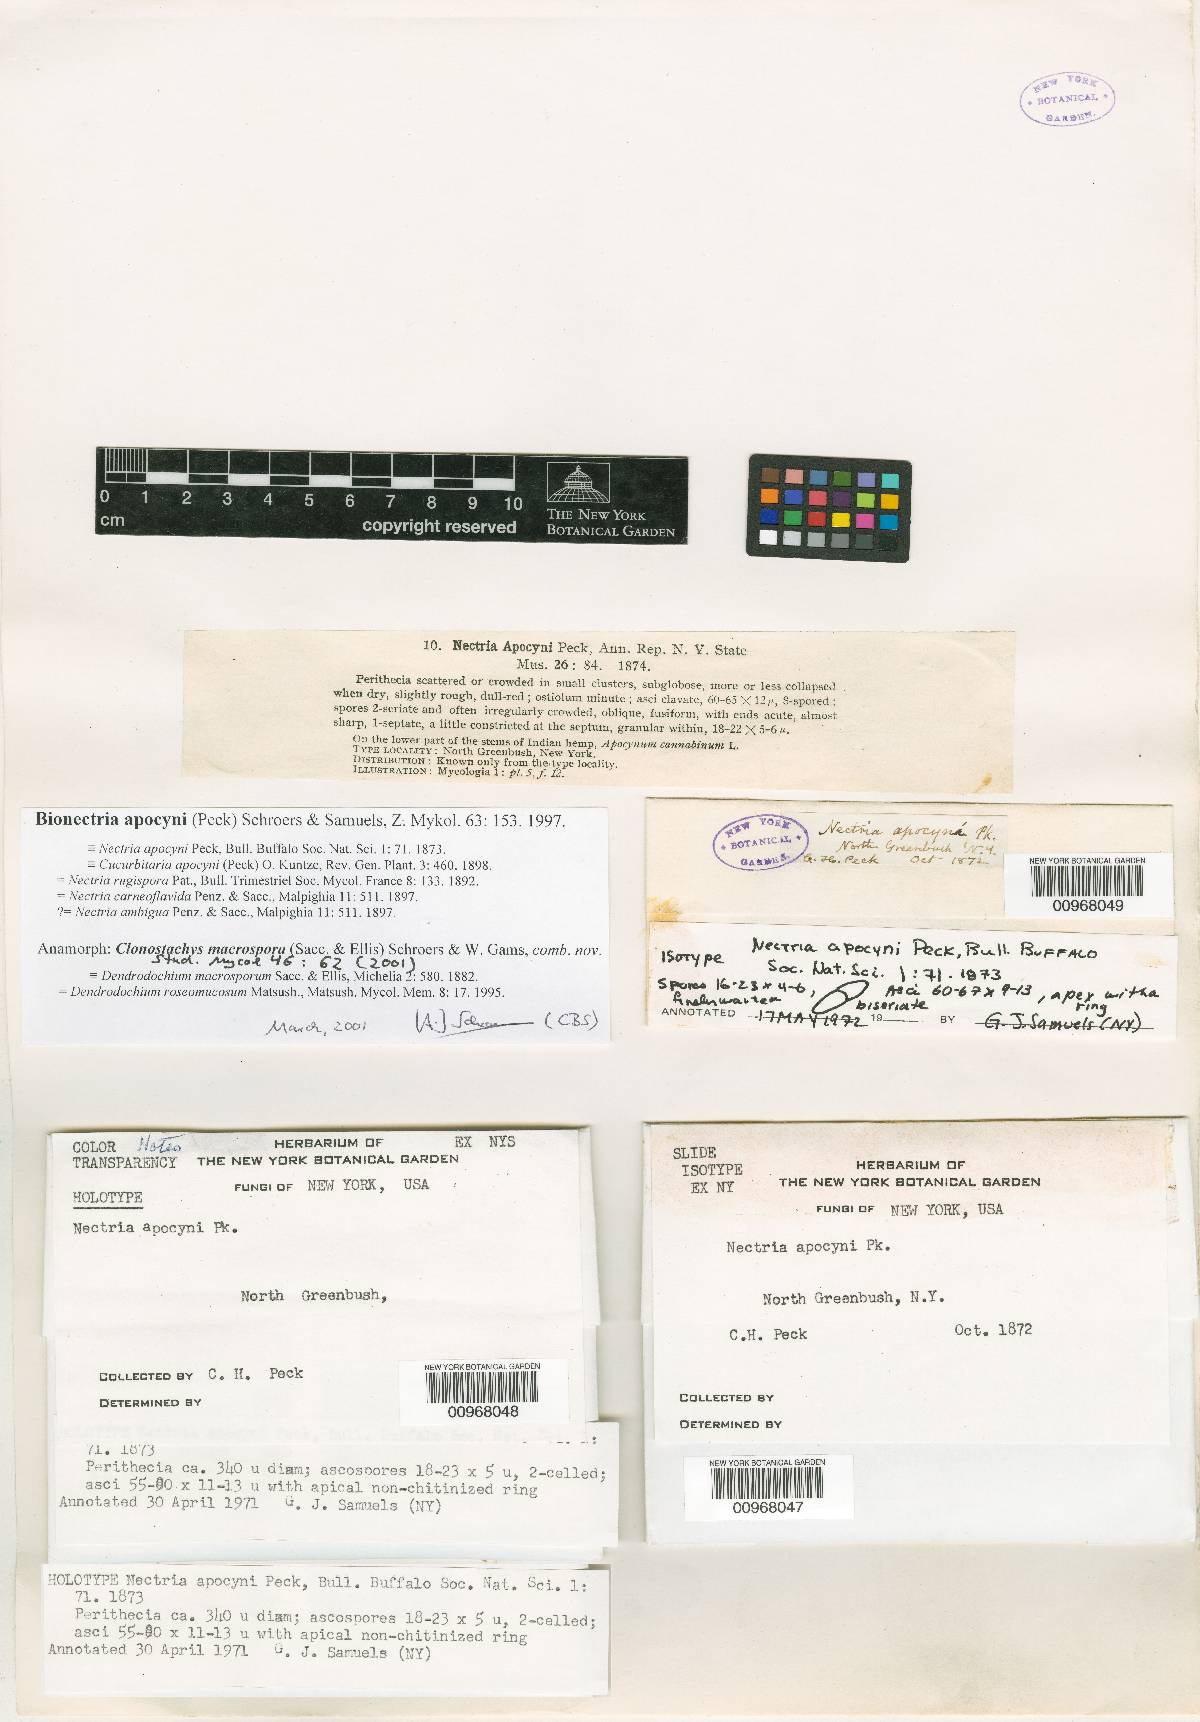 NEW YORK
BOTANICAL
GARDEN.
0 1 2 3 4 5 6 7 8 9 10
cm
copyright reserved
THE NEW YORK
BOTANICAL GARDEN
10. Nectria Apocyni Peck, Ann. Rep. N. Y. State
Mus. 26: 84. 1874.
Perithecia scattered or crowded in small clusters, subglobose, more or less collapsed
when dry, slightly rough, dull-red; ostiolum minute; asci clavate, 60–65 × 12 µ, 8-spored;
spores 2-seriate and often irregularly crowded, oblique, fusiform, with ends acute, almost
sharp, 1-septate, a little constricted at the septum, granular within, 18–22 × 5–6 µ.
On the lower part of the stems of Indian hemp, Apocynum cannabinum L.
TYPE LOCALITY: North Greenbush, New York.
DISTRIBUTION: Known only from the type locality.
ILLUSTRATION: Mycologia 1: pl. 5, f. 12.
Bionectria apocyni (Peck) Schroers & Samuels, Z. Mykol. 63: 153. 1997.
≡ Nectria apocyni Peck, Bull. Buffalo Soc. Nat. Sci. 1: 71. 1873.
≡ Cucurbitaria apocyni (Peck) O. Kuntze, Rev. Gen. Plant. 3: 460. 1898.
= Nectria rugispora Pat., Bull. Trimestriel Soc. Mycol. France 8: 133. 1892.
= Nectria carneoflavida Penz. & Sacc., Malpighia 11: 511. 1897.
?= Nectria ambigua Penz. & Sacc., Malpighia 11: 511. 1897.
Anamorph: Clonostachys macrospora (Sacc. & Ellis) Schroers & W. Gams, comb. nov.
Stud. Mycol 46: 62 (2001)
≡ Dendrodochium macrosporum Sacc. & Ellis, Michelia 2: 580. 1882.
= Dendrodochium roseomucosum Matsush., Matsush. Mycol. Mem. 8: 17. 1995.
March, 2001 (CBS)
NEW YORK
BOTANICAL
GARDEN.
Nectria apocyni Pk.
North Greenbush N.Y.
C. H. Peck Oct 1872
NEW YORK BOTANICAL GARDEN
00968049
ISOTYPE Nectria apocyni Peck, Bull. Buffalo
Soc. Nat. Sci. 1:71. 1873
Spores 16-23 x 4-6, Asci 60-67 x 9-13, apex with a
biseriate ring
ANNOTATED 17 MAY 1972 19 BY G. J. Samuels (NY)
COLOR Notes
TRANSPARENCY
HERBARIUM OF EX NYS
THE NEW YORK BOTANICAL GARDEN
FUNGI OF NEW YORK, USA
HOLOTYPE
Nectria apocyni Pk.
North Greenbush,
COLLECTED BY C. H. Peck
DETERMINED BY
NEW YORK BOTANICAL GARDEN
00968048
71. 1873
Perithecia ca. 340 u diam; ascospores 18-23 x 5 u, 2-celled;
asci 55-80 x 11-13 u with apical non-chitinized ring
Annotated 30 April 1971 G. J. Samuels (NY)
HOLOTYPE Nectria apocyni Peck, Bull. Buffalo Soc. Nat. Sci. 1:
71. 1873
Perithecia ca. 340 u diam; ascospores 18-23 x 5 u, 2-celled;
asci 55-80 x 11-13 u with apical non-chitinized ring
Annotated 30 April 1971 G. J. Samuels (NY)
SLIDE
ISOTYPE
EX NY
HERBARIUM OF
THE NEW YORK BOTANICAL GARDEN
FUNGI OF NEW YORK, USA
Nectria apocyni Pk.
North Greenbush, N.Y.
C.H. Peck Oct. 1872
COLLECTED BY
DETERMINED BY
NEW YORK BOTANICAL GARDEN
00968047